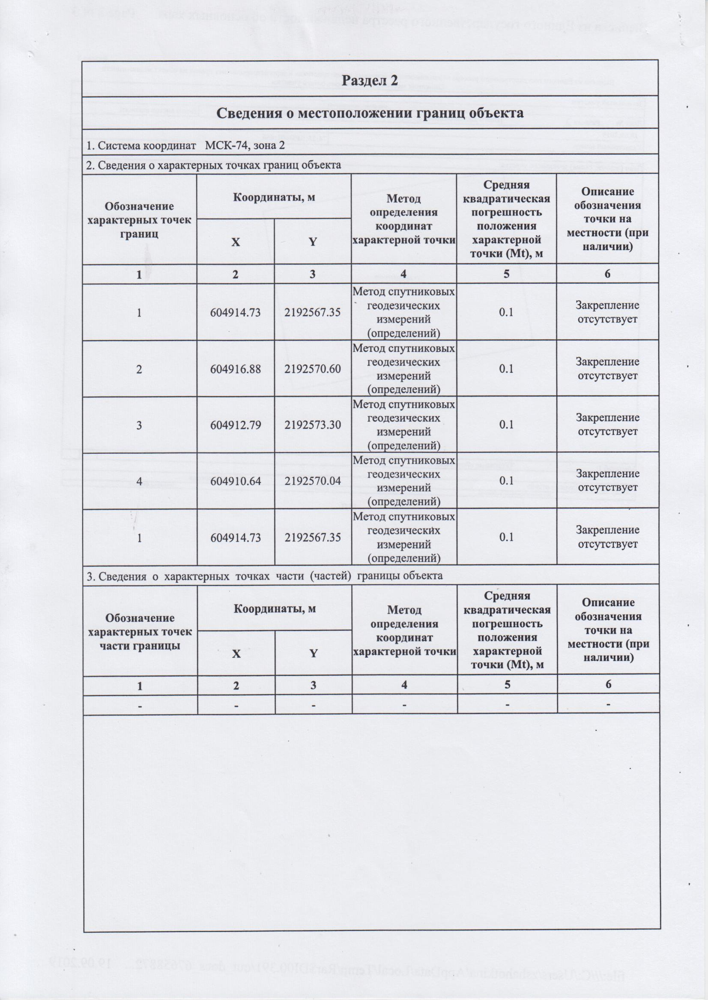 Раздел 2
Сведения о местоположении границ объекта
1. Система координат МСК-74, зона 2
2. Сведения о характерных точках границ объекта
Обозначение
характерных точек
границ
Координаты, м
X
Y
Метод
определения
координат
характерной точки
Средняя
квадратическая
погрешность
положения
характерной
точки (Mt), м
Описание
обозначения
точки на
местности (при
наличии)
1 2 3 4 5 6
1 604914.73 2192567.35
Метод спутниковых
геодезических
измерений
(определений)
0.1
Закрепление
отсутствует
2 604916.88 2192570.60
Метод спутниковых
геодезических
измерений
(определений)
0.1
Закрепление
отсутствует
3 604912.79 2192573.30
Метод спутниковых
геодезических
измерений
(определений)
0.1
Закрепление
отсутствует
4 604910.64 2192570.04
Метод спутниковых
геодезических
измерений
(определений)
0.1
Закрепление
отсутствует
1 604914.73 2192567.35
Метод спутниковых
геодезических
измерений
(определений)
0.1
Закрепление
отсутствует
3. Сведения о характерных точках части (частей) границы объекта
Обозначение
характерных точек
части границы
Координаты, м
X
Y
Метод
определения
координат
характерной точки
Средняя
квадратическая
погрешность
положения
характерной
точки (Mt), м
Описание
обозначения
точки на
местности (при
наличии)
1 2 3 4 5 6
- - - - - -